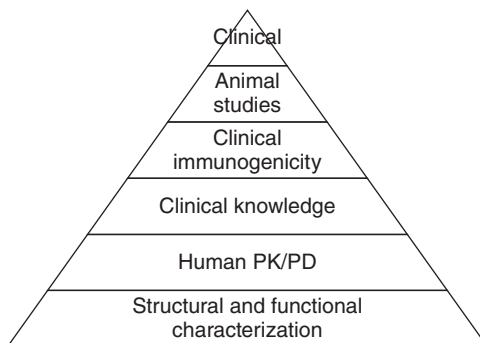 Clinical
Animal
studies
Clinical
immunogenicity
Clinical knowledge
Human PK/PD
Structural and functional
characterization